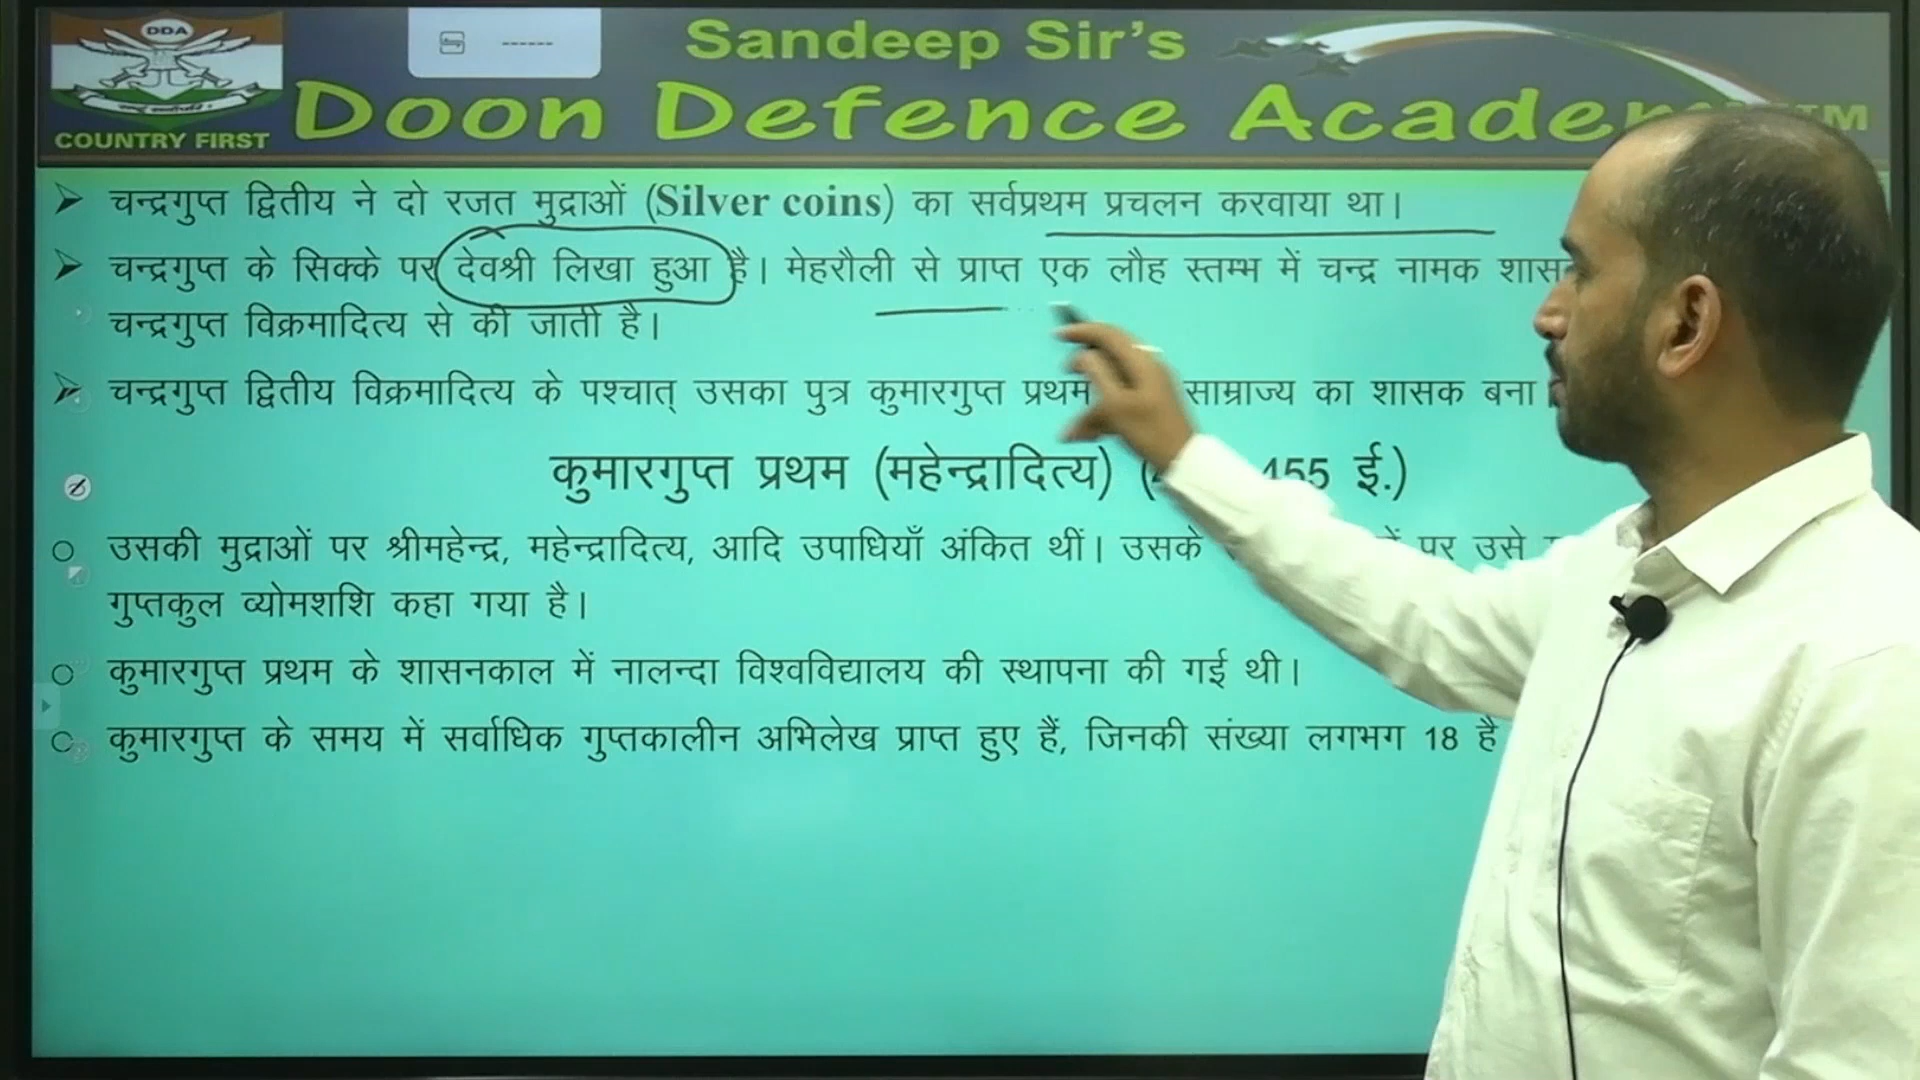 DDA
COUNTRY FIRST
Sandeep Sir's
Doon Defence
TM
चन्द्रगुप्त द्वितीय ने दो रजत मुद्राओं (Silver coins) का सर्वप्रथम प्रचलन करवाया था।
चन्द्रगुप्त के सिक्के पर देवश्री लिखा हुआ है। मेहरौली से प्राप्त एक लौह स्तम्भ में चन्द्र नामक
चन्द्रगुप्त विक्रमादित्य से की जाती है।
चन्द्रगुप्त द्वितीय विक्रमादित्य के पश्चात् उसका पुत्र कुमारगुप्त प्रथम साम्राज्य का शासक बना
कुमारगुप्त प्रथम (महेन्द्रादित्य) 455 ई.)
उसकी मुद्राओं पर श्रीमहेन्द्र, महेन्द्रादित्य, आदि उपाधियाँ अंकित थीं। उसके पर उसे
गुप्तकुल व्योमशशि कहा गया है।
कुमारगुप्त प्रथम के शासनकाल में नालन्दा विश्वविद्यालय की स्थापना की गई थी।
कुमारगुप्त के समय में सर्वाधिक गुप्तकालीन अभिलेख प्राप्त हुए हैं, जिनकी संख्या लगभग 18 है